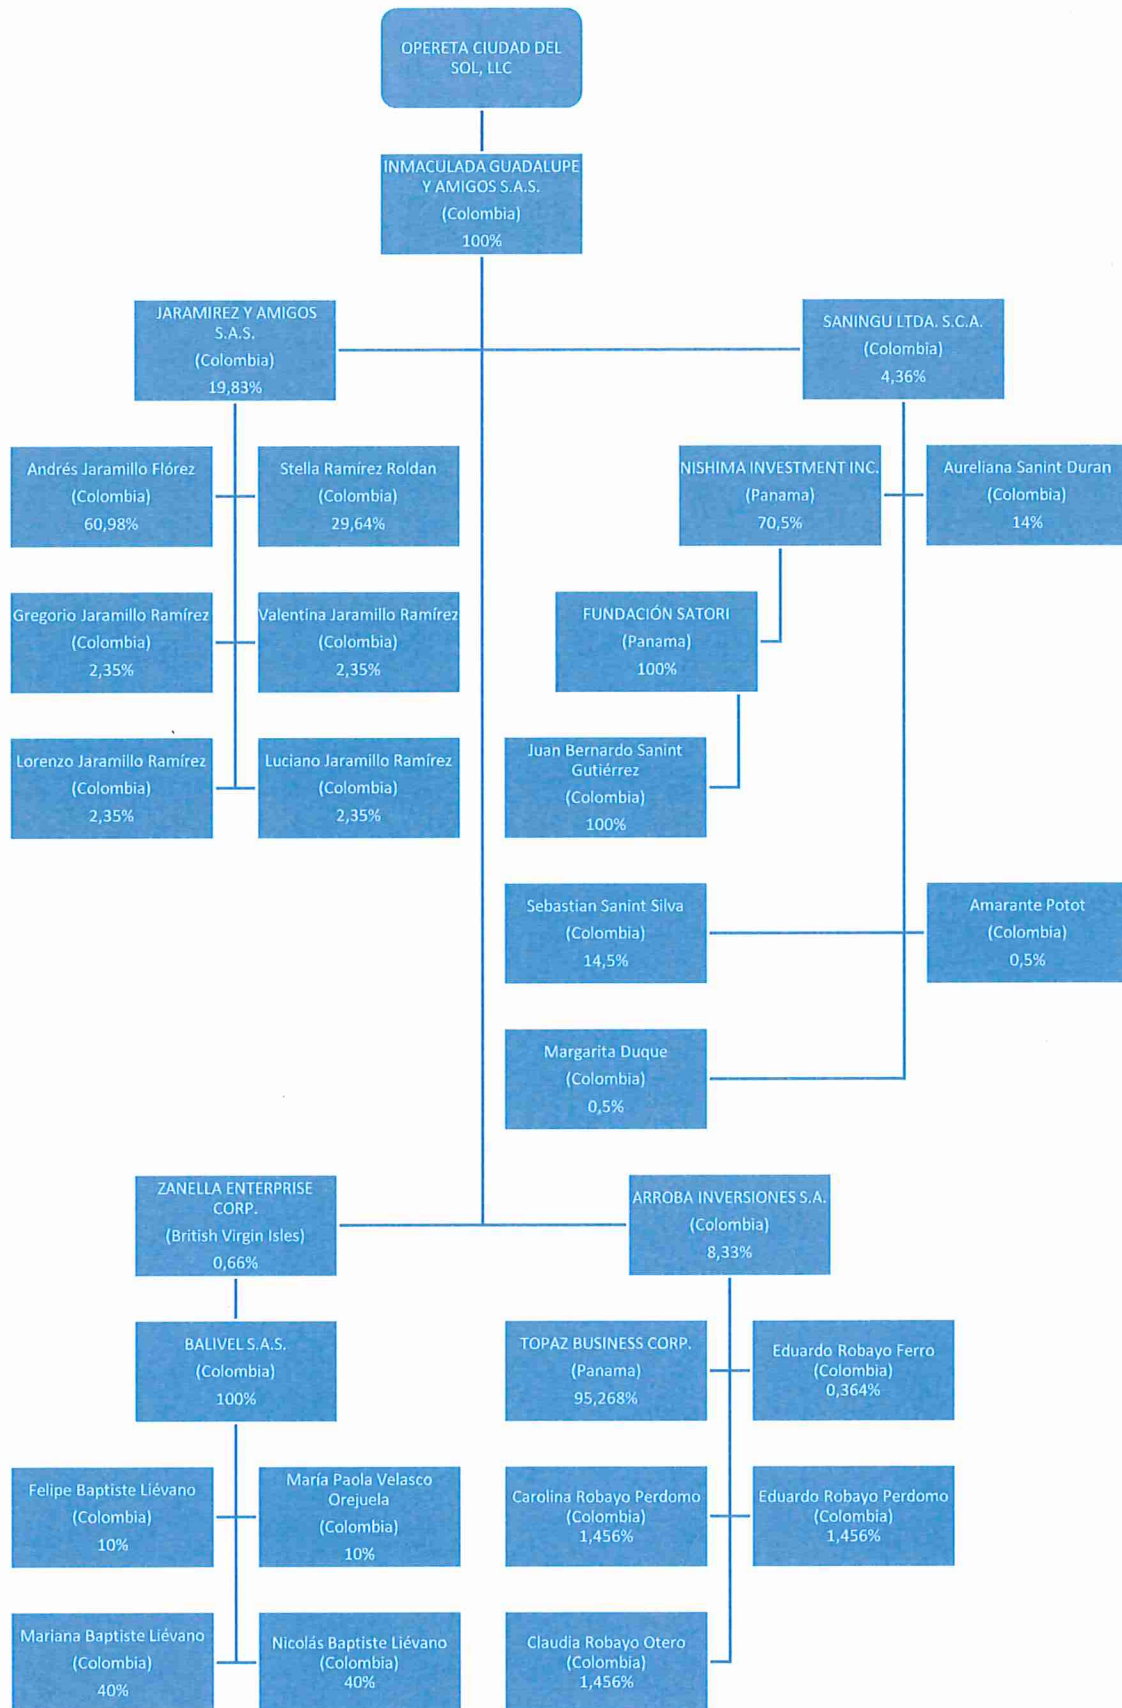 OPERETA CIUDAD DEL
SOL, LLC
INMACULADA GUADALUPE
Y AMIGOS S.A.S.
(Colombia)
100%
JARAMIREZ Y AMIGOS
S.A.S.
(Colombia)
19,83%
SANINGU LTDA. S.C.A.
(Colombia)
4,36%
Andrés Jaramillo Flórez
(Colombia)
60,98%
Stella Ramírez Roldan
(Colombia)
29,64%
NISHIMA INVESTMENT INC.
(Panama)
70,5%
Aureliana Sanint Duran
(Colombia)
14%
Gregorio Jaramillo Ramírez
(Colombia)
2,35%
Valentina Jaramillo Ramírez
(Colombia)
2,35%
FUNDACIÓN SATORI
(Panama)
100%
Lorenzo Jaramillo Ramírez
(Colombia)
2,35%
Luciano Jaramillo Ramírez
(Colombia)
2,35%
Juan Bernardo Sanint
Gutiérrez
(Colombia)
100%
Sebastian Sanint Silva
(Colombia)
14,5%
Amarante Potot
(Colombia)
0,5%
Margarita Duque
(Colombia)
0,5%
ZANELLA ENTERPRISE
CORP.
(British Virgin Isles)
0,66%
ARROBA INVERSIONES S.A.
(Colombia)
8,33%
BALIVEL S.A.S.
(Colombia)
100%
TOPAZ BUSINESS CORP.
(Panama)
95,268%
Eduardo Robayo Ferro
(Colombia)
0,364%
Felipe Baptiste Liévano
(Colombia)
10%
María Paola Velasco
Orejuela
(Colombia)
10%
Carolina Robayo Perdomo
(Colombia)
1,456%
Eduardo Robayo Perdomo
(Colombia)
1,456%
Mariana Baptiste Liévano
(Colombia)
40%
Nicolás Baptiste Liévano
(Colombia)
40%
Claudia Robayo Otero
(Colombia)
1,456%